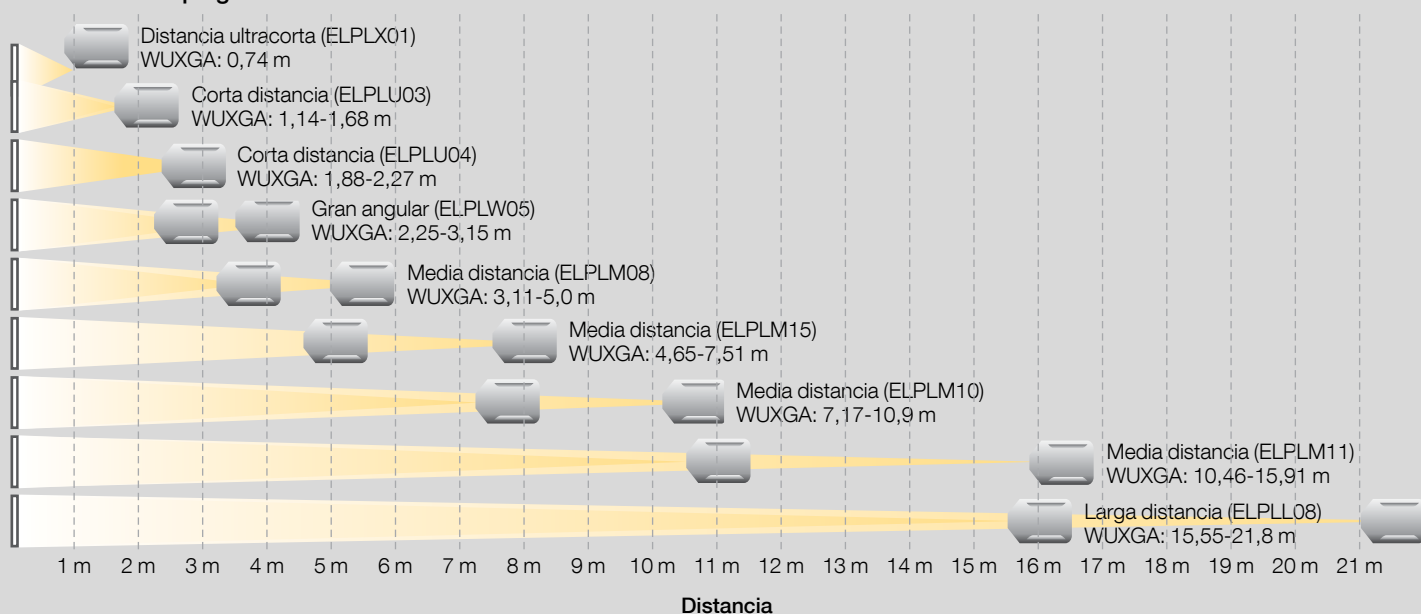 Distancia ultracorta (ELPLX01)
WUXGA: 0,74 m
Corta distancia (ELPLU03)
WUXGA: 1,14-1,68 m
Corta distancia (ELPLU04)
WUXGA: 1,88-2,27 m
Gran angular (ELPLW05)
WUXGA: 2,25-3,15 m
Media distancia (ELPLM08)
WUXGA: 3,11-5,0 m
Media distancia (ELPLM15)
WUXGA: 4,65-7,51 m
Media distancia (ELPLM10)
WUXGA: 7,17-10,9 m
Media distancia (ELPLM11)
WUXGA: 10,46-15,91 m
Larga distancia (ELPLL08)
WUXGA: 15,55-21,8 m
1 m 2 m 3 m 4 m 5 m 6 m 7 m 8 m 9 m 10 m 11 m 12 m 13 m 14 m 15 m 16 m 17 m 18 m 19 m 20 m 21 m
Distancia